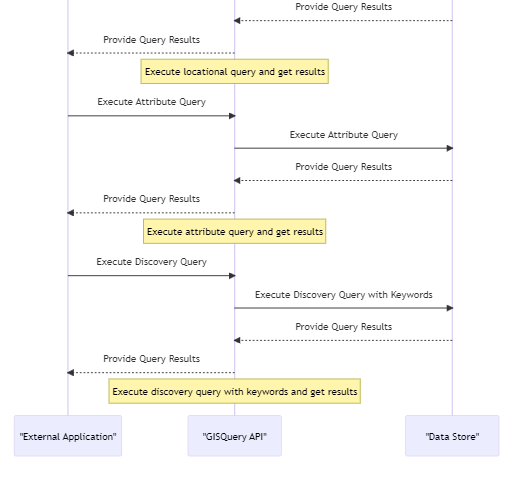 Provide Query Results
Provide Query Results
Execute locational query and get results
Execute Attribute Query
Execute Attribute Query
Provide Query Results
Provide Query Results
Execute attribute query and get results
Execute Discovery Query
Execute Discovery Query with Keywords
Provide Query Results
Provide Query Results
Execute discovery query with keywords and get results
"External Application"
"GISQuery API"
"Data Store"